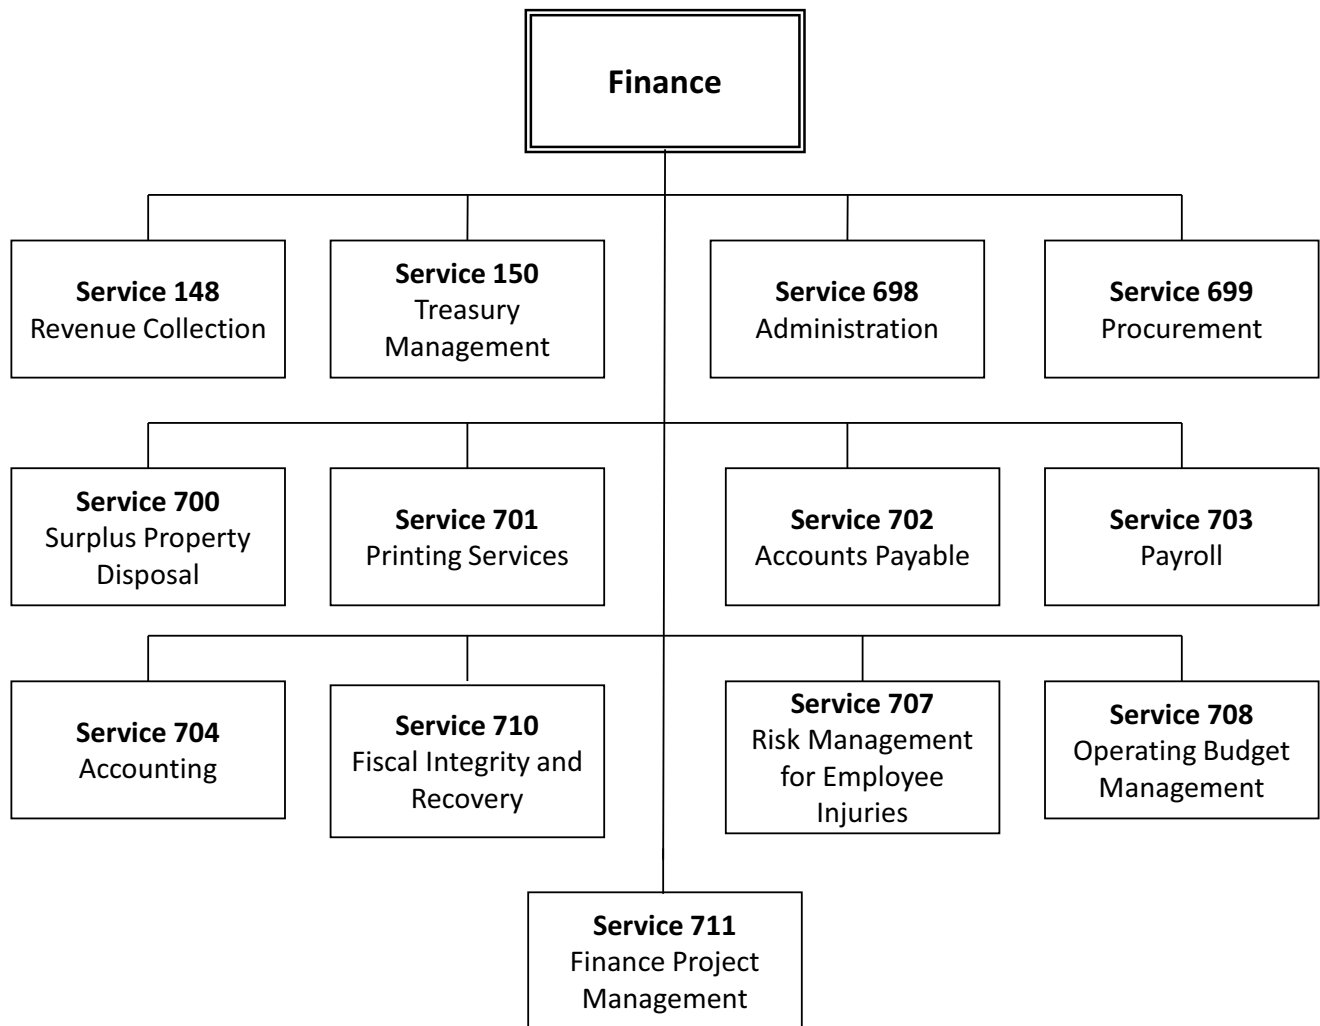 Finance
Service 148
Revenue Collection
Service 150
Treasury
Management
Service 698
Administration
Service 699
Procurement
Service 700
Surplus Property
Disposal
Service 701
Printing Services
Service 702
Accounts Payable
Service 703
Payroll
Service 704
Accounting
Service 710
Fiscal Integrity and
Recovery
Service 707
Risk Management
for Employee
Injuries
Service 708
Operating Budget
Management
Service 711
Finance Project
Management